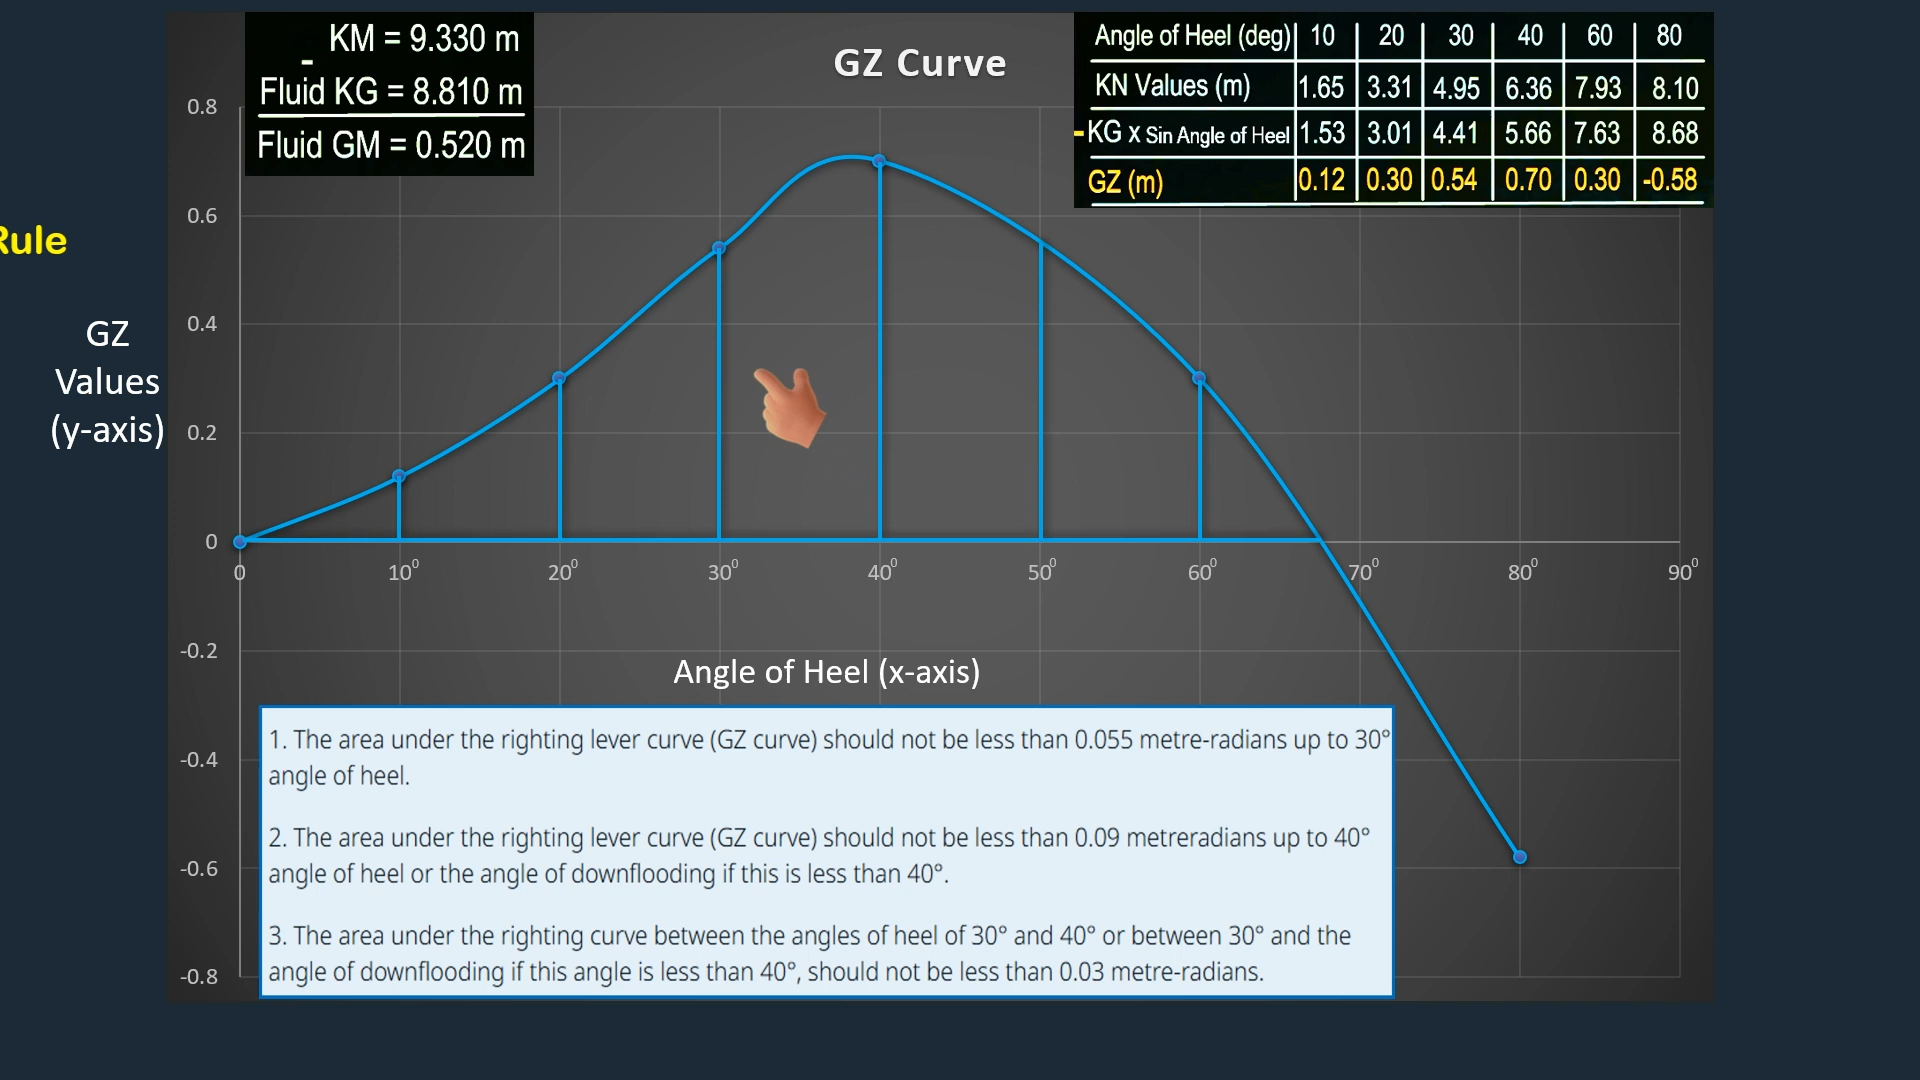 KM = 9.330 m
-
Fluid KG = 8.810 m
Fluid GM = 0.520 m
GZ Curve
Angle of Heel (deg) 10 20 30 40 60 80
KN Values (m) 1.65 3.31 4.95 6.36 7.93 8.10
-KG x Sin Angle of Heel 1.53 3.01 4.41 5.66 7.63 8.68
GZ (m) 0.12 0.30 0.54 0.70 0.30 -0.58
Rule
GZ
Values
(y-axis)
0.8
0.6
0.4
0.2
0
-0.2
-0.4
-0.6
-0.8
0 10⁰ 20⁰ 30⁰ 40⁰ 50⁰ 60⁰ 70⁰ 80⁰ 90⁰
Angle of Heel (x-axis)
1. The area under the righting lever curve (GZ curve) should not be less than 0.055 metre-radians up to 30°
angle of heel.
2. The area under the righting lever curve (GZ curve) should not be less than 0.09 metreradians up to 40°
angle of heel or the angle of downflooding if this is less than 40°.
3. The area under the righting curve between the angles of heel of 30° and 40° or between 30° and the
angle of downflooding if this angle is less than 40°, should not be less than 0.03 metre-radians.